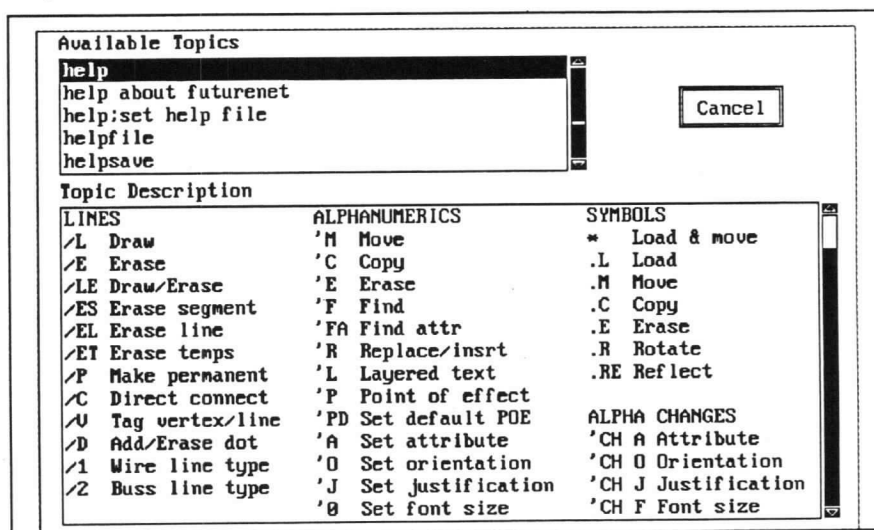 Available Topics
help
help about futurenet
help;set help file
helpfile
helpsave
Cancel
Topic Description
LINES
/L Draw
/E Erase
/LE Draw/Erase
/ES Erase segment
/EL Erase line
/ET Erase temps
/P Make permanent
/C Direct connect
/V Tag vertex/line
/D Add/Erase dot
/1 Wire line type
/2 Buss line type
ALPHANUMERICS
'M Move
'C Copy
'E Erase
'F Find
'FA Find attr
'R Replace/insrt
'L Layered text
'P Point of effect
'PD Set default POE
'A Set attribute
'O Set orientation
'J Set justification
'0 Set font size
SYMBOLS
* Load & move
.L Load
.M Move
.C Copy
.E Erase
.R Rotate
.RE Reflect
ALPHA CHANGES
'CH A Attribute
'CH O Orientation
'CH J Justification
'CH F Font size